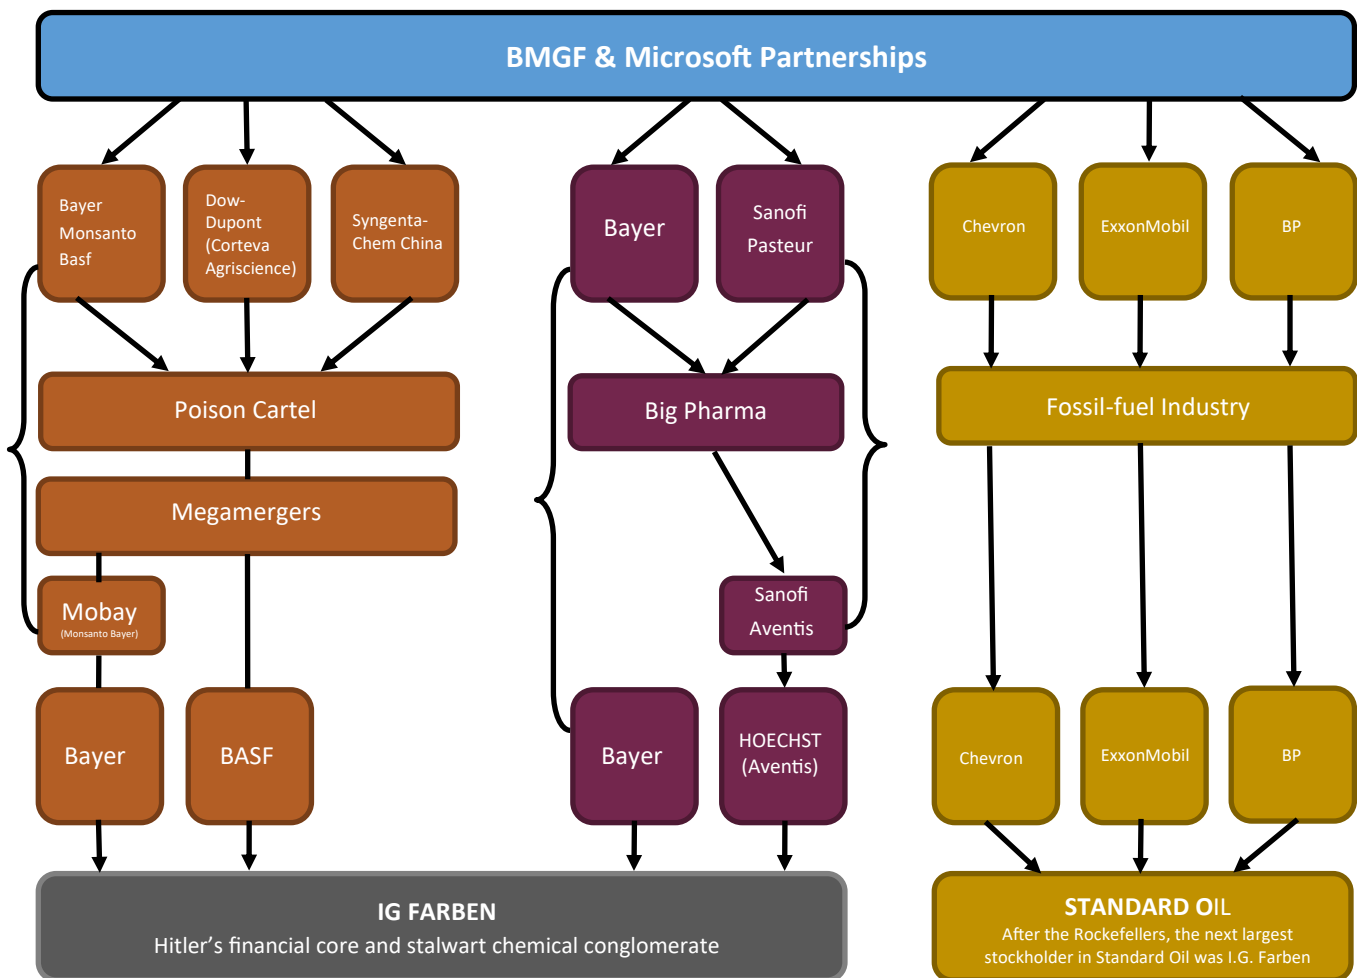 BMGF & Microsoft Partnerships
Bayer
Monsanto
Basf
Dow-
Dupont
(Corteva
Agriscience)
Syngenta-
Chem China
Bayer
Sanofi
Pasteur
Chevron
ExxonMobil
BP
Poison Cartel
Big Pharma
Fossil-fuel Industry
Megamergers
Mobay
(Monsanto Bayer)
Sanofi
Aventis
Bayer
BASF
Bayer
HOECHST
(Aventis)
Chevron
ExxonMobil
BP
IG FARBEN
Hitler’s financial core and stalwart chemical conglomerate
STANDARD OIL
After the Rockefellers, the next largest
stockholder in Standard Oil was I.G. Farben